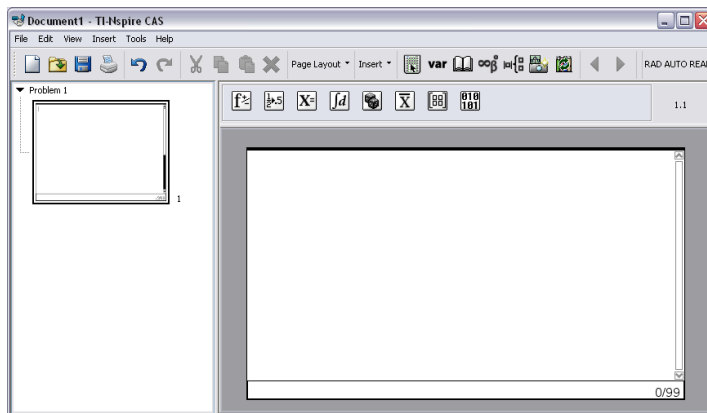 Document1 - TI-Nspire CAS
File Edit View Insert Tools Help
Page Layout Insert var ∞β RAD AUTO REA
Problem 1
1.1
1
0/99